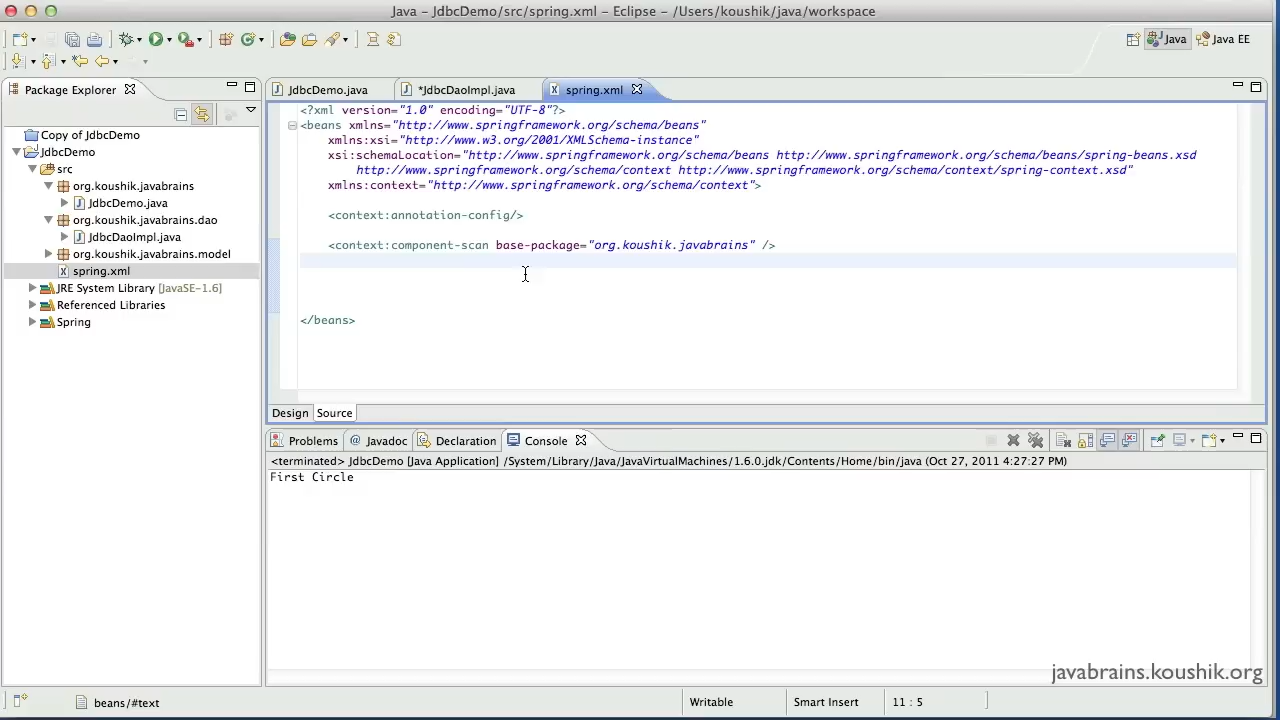 Java - JdbcDemo/src/spring.xml - Eclipse - /Users/koushik/java/workspace
Java
Java EE
Package Explorer
JdbcDemo.java
*JdbcDaoImpl.java
spring.xml
Copy of JdbcDemo
JdbcDemo
src
org.koushik.javabrains
JdbcDemo.java
org.koushik.javabrains.dao
JdbcDaoImpl.java
org.koushik.javabrains.model
spring.xml
JRE System Library [JavaSE-1.6]
Referenced Libraries
Spring
<?xml version="1.0" encoding="UTF-8"?>
<beans xmlns="http://www.springframework.org/schema/beans"
xmlns:xsi="http://www.w3.org/2001/XMLSchema-instance"
xsi:schemaLocation="http://www.springframework.org/schema/beans http://www.springframework.org/schema/beans/spring-beans.xsd
http://www.springframework.org/schema/context http://www.springframework.org/schema/context/spring-context.xsd"
xmlns:context="http://www.springframework.org/schema/context">
<context:annotation-config/>
<context:component-scan base-package="org.koushik.javabrains" />
</beans>
Design
Source
Problems
@ Javadoc
Declaration
Console
<terminated> JdbcDemo [Java Application] /System/Library/Java/JavaVirtualMachines/1.6.0.jdk/Contents/Home/bin/java (Oct 27, 2011 4:27:27 PM)
First Circle
javabrains.koushik.org
beans/#text
Writable
Smart Insert
11 : 5